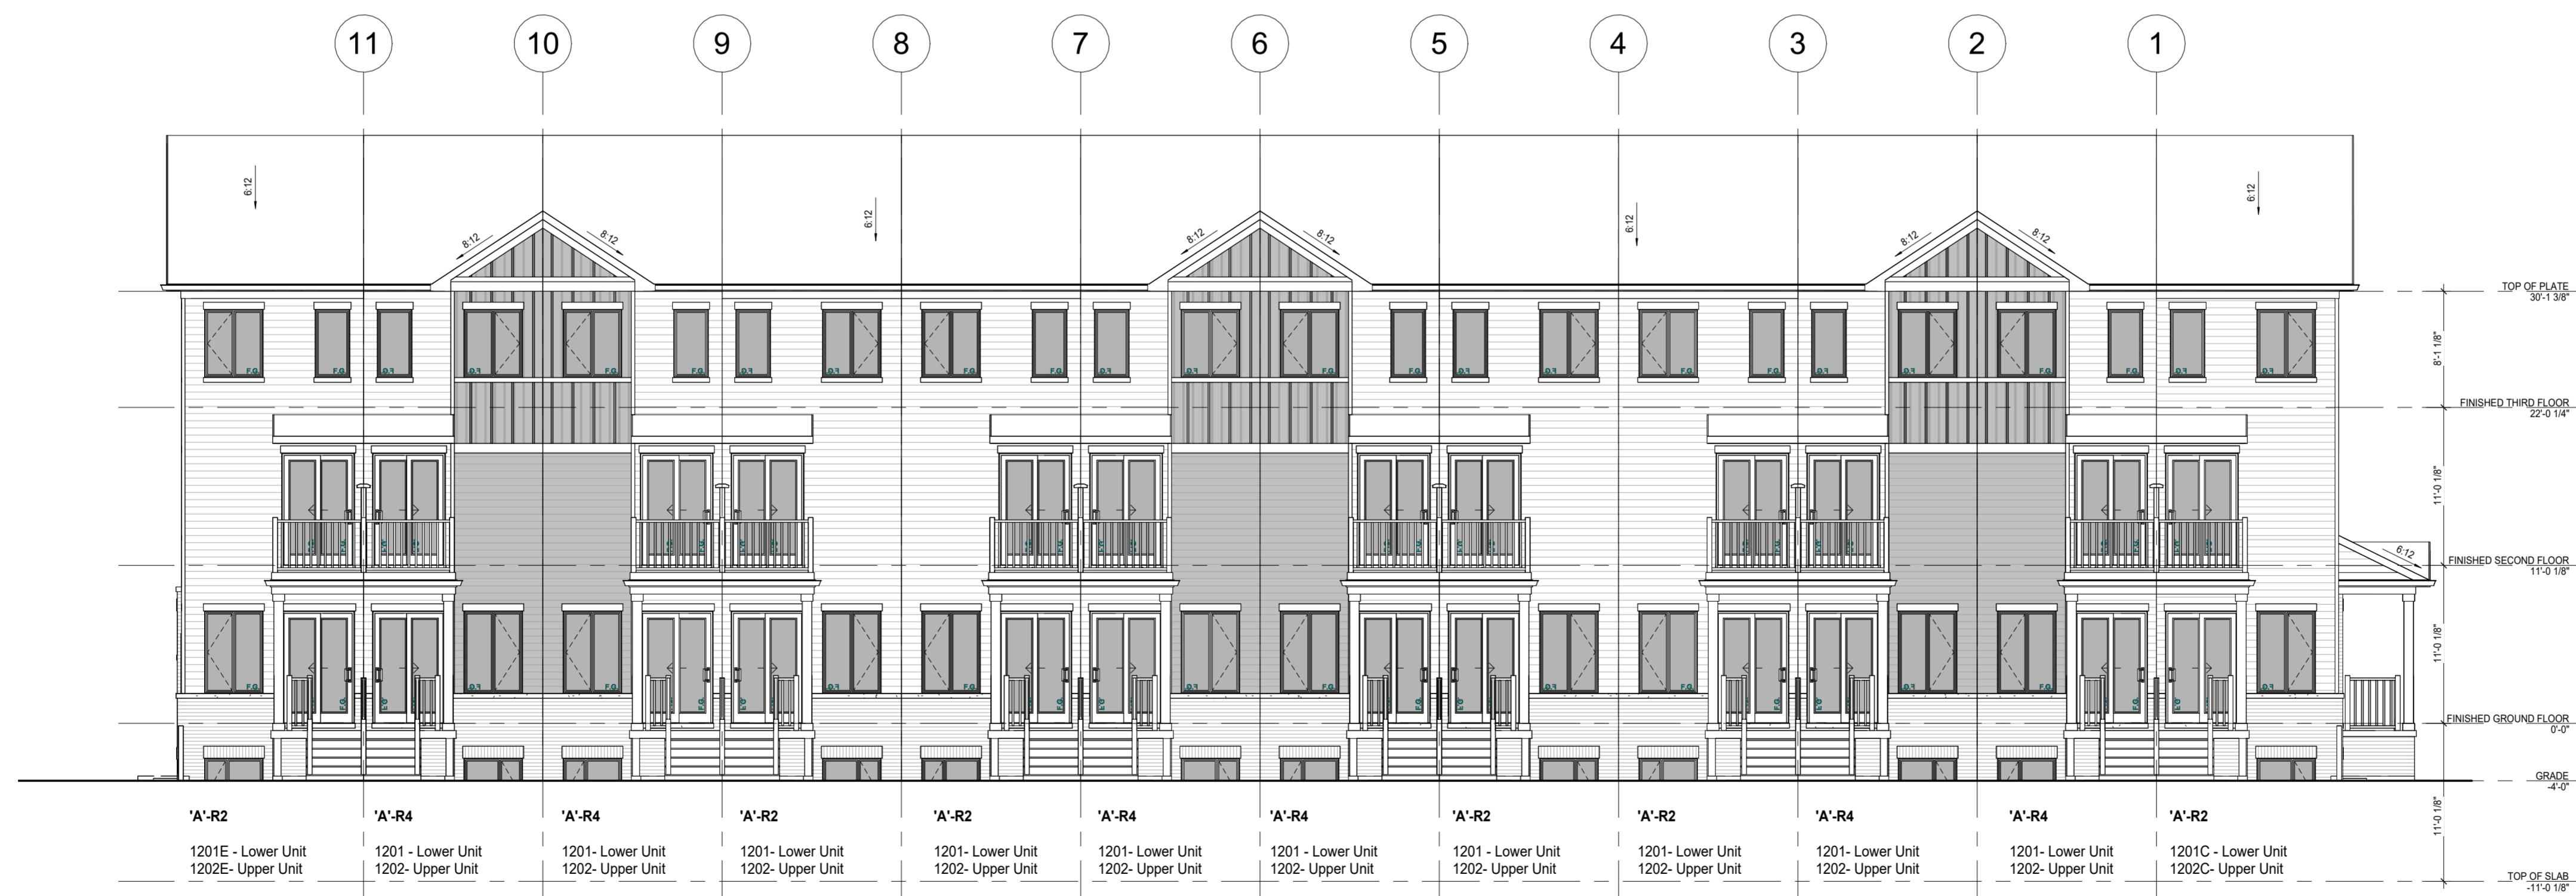 11 10 9 8 7 6 5 4 3 2 1
6:12
6:12
6:12
6:12
8:12 8:12
8:12 8:12
8:12 8:12
TOP OF PLATE
30'-1 3/8"
8'-1 1/8"
F.G. F.G. F.G. F.G. F.G. F.G. F.G. F.G. F.G. F.G. F.G. F.G. F.G. F.G. F.G. F.G. F.G. F.G. F.G. F.G. F.G. F.G. F.G. F.G.
FINISHED THIRD FLOOR
22'-0 1/4"
11'-0 1/8"
6:12
FINISHED SECOND FLOOR
11'-0 1/8"
11'-0 1/8"
F.G. F.G. F.G. F.G. F.G. F.G. F.G. F.G. F.G. F.G. F.G. F.G.
FINISHED GROUND FLOOR
0'-0"
GRADE
-4'-0"
11'-0 1/8"
'A'-R2
1201E - Lower Unit
1202E- Upper Unit
'A'-R4
1201 - Lower Unit
1202- Upper Unit
'A'-R4
1201- Lower Unit
1202- Upper Unit
'A'-R2
1201- Lower Unit
1202- Upper Unit
'A'-R2
1201- Lower Unit
1202- Upper Unit
'A'-R4
1201- Lower Unit
1202- Upper Unit
'A'-R4
1201 - Lower Unit
1202- Upper Unit
'A'-R2
1201 - Lower Unit
1202- Upper Unit
'A'-R2
1201- Lower Unit
1202- Upper Unit
'A'-R4
1201- Lower Unit
1202- Upper Unit
'A'-R4
1201- Lower Unit
1202- Upper Unit
'A'-R2
1201C - Lower Unit
1202C- Upper Unit
TOP OF SLAB
-11'-0 1/8"